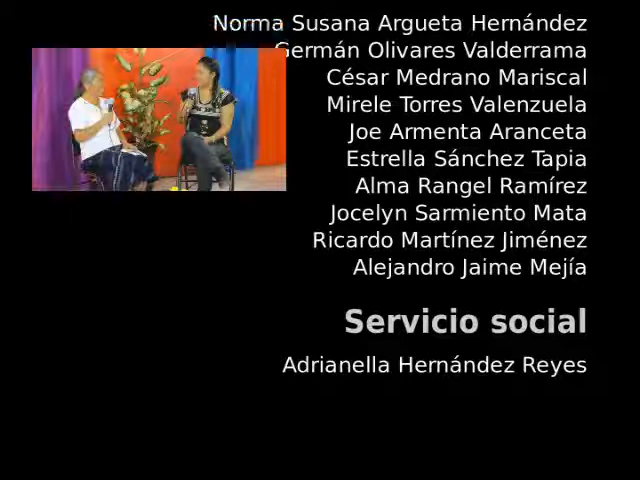 Norma Susana Argueta Hernández
Germán Olivares Valderrama
César Medrano Mariscal
Mirele Torres Valenzuela
Joe Armenta Aranceta
Estrella Sánchez Tapia
Alma Rangel Ramírez
Jocelyn Sarmiento Mata
Ricardo Martínez Jiménez
Alejandro Jaime Mejía
Servicio social
Adrianella Hernández Reyes